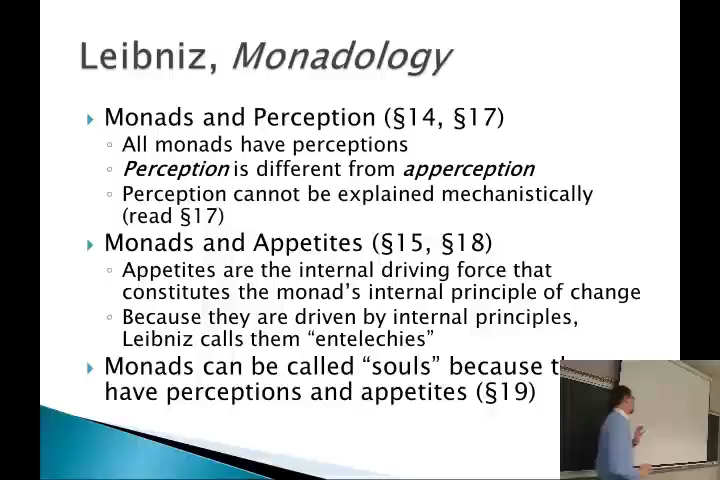 Leibniz, Monadology
Monads and Perception (§14, §17)
All monads have perceptions
Perception is different from apperception
Perception cannot be explained mechanistically
(read §17)
Monads and Appetites (§15, §18)
Appetites are the internal driving force that
constitutes the monad's internal principle of change
Because they are driven by internal principles,
Leibniz calls them "entelechies"
Monads can be called "souls" because
have perceptions and appetites (§19)